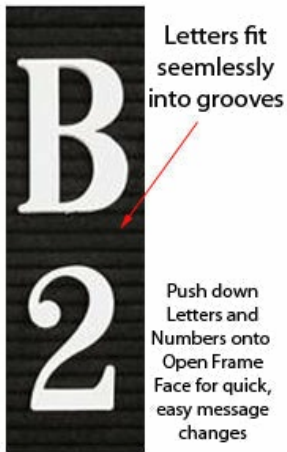 B
2
Letters fit
seemlessly
into grooves
Push down
Letters and
Numbers onto
Open Frame
Face for quick,
easy message
changes